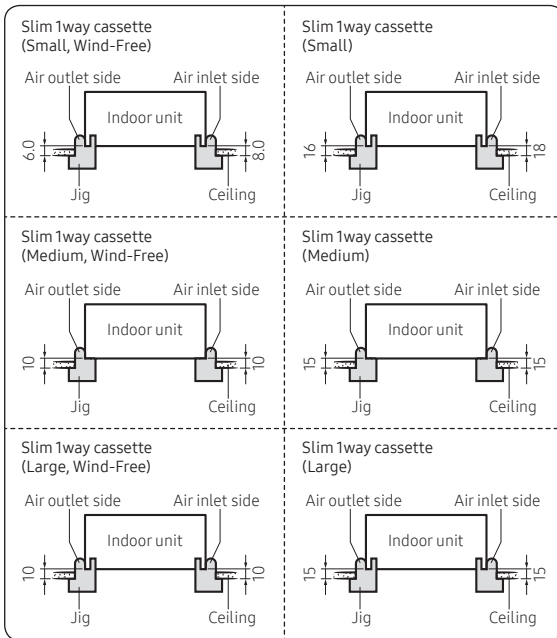 Slim 1way cassette
(Small, Wind-Free)
Air outlet side Air inlet side
Indoor unit
6.0 8.0
Jig Ceiling
Slim 1way cassette
(Small)
Air outlet side Air inlet side
Indoor unit
16 18
Jig Ceiling
Slim 1way cassette
(Medium, Wind-Free)
Air outlet side Air inlet side
Indoor unit
10 10
Jig Ceiling
Slim 1way cassette
(Medium)
Air outlet side Air inlet side
Indoor unit
15 15
Jig Ceiling
Slim 1way cassette
(Large, Wind-Free)
Air outlet side Air inlet side
Indoor unit
10 10
Jig Ceiling
Slim 1way cassette
(Large)
Air outlet side Air inlet side
Indoor unit
15 15
Jig Ceiling